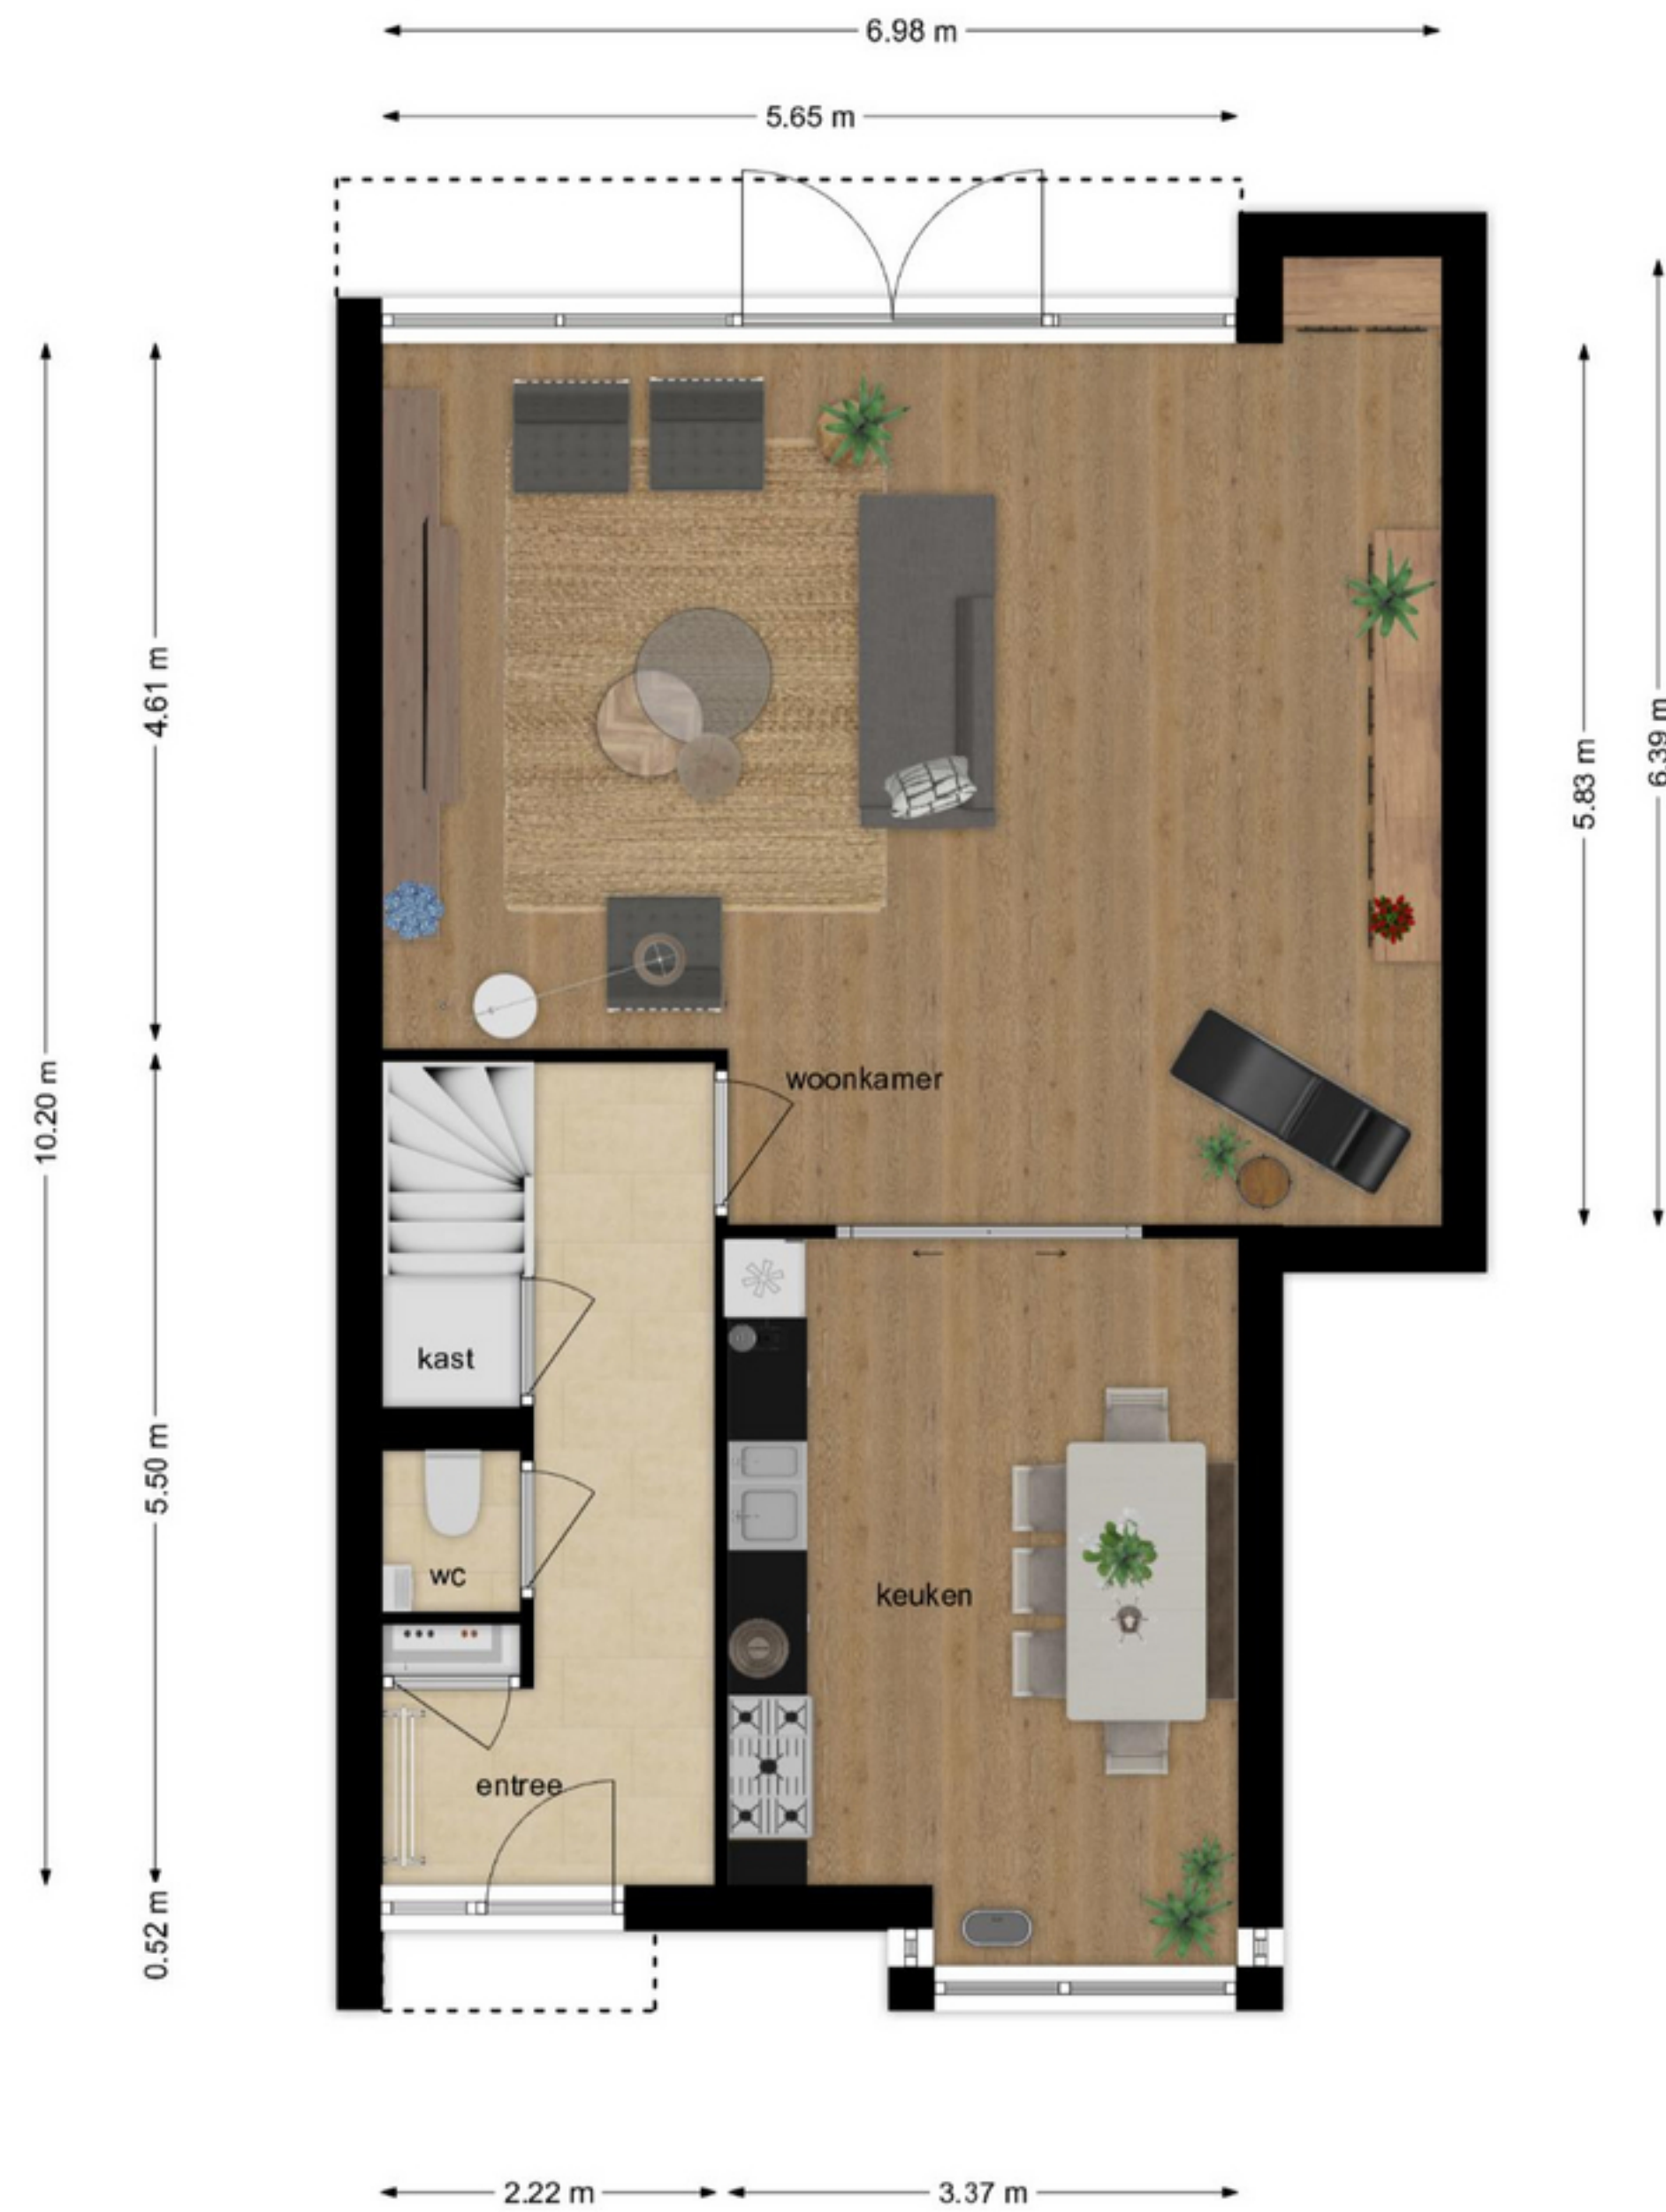 6.98 m
5.65 m
4.61 m
6.39 m
5.83 m
woonkamer
10.20 m
kast
5.50 m
wc
keuken
entree
0.52 m
2.22 m
3.37 m